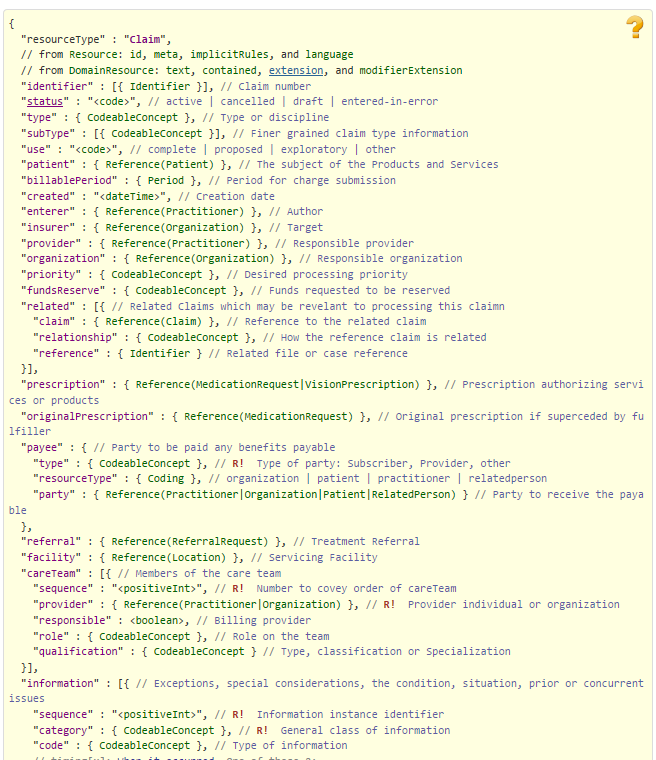 {
"resourceType" : "Claim",
// from Resource: id, meta, implicitRules, and language
// from DomainResource: text, contained, extension, and modifierExtension
"identifier" : [{ Identifier }], // Claim number
"status" : "<code>", // active | cancelled | draft | entered-in-error
"type" : { CodeableConcept }, // Type or discipline
"subType" : [{ CodeableConcept }], // Finer grained claim type information
"use" : "<code>", // complete | proposed | exploratory | other
"patient" : { Reference(Patient) }, // The subject of the Products and Services
"billablePeriod" : { Period }, // Period for charge submission
"created" : "<dateTime>", // Creation date
"enterer" : { Reference(Practitioner) }, // Author
"insurer" : { Reference(Organization) }, // Target
"provider" : { Reference(Practitioner) }, // Responsible provider
"organization" : { Reference(Organization) }, // Responsible organization
"priority" : { CodeableConcept }, // Desired processing priority
"fundsReserve" : { CodeableConcept }, // Funds requested to be reserved
"related" : [{ // Related Claims which may be revelant to processing this claimn
"claim" : { Reference(Claim) }, // Reference to the related claim
"relationship" : { CodeableConcept }, // How the reference claim is related
"reference" : { Identifier } // Related file or case reference
}],
"prescription" : { Reference(MedicationRequest|VisionPrescription) }, // Prescription authorizing servi
ces or products
"originalPrescription" : { Reference(MedicationRequest) }, // Original prescription if superceded by fu
lfiller
"payee" : { // Party to be paid any benefits payable
"type" : { CodeableConcept }, // R!  Type of party: Subscriber, Provider, other
"resourceType" : { Coding }, // organization | patient | practitioner | relatedperson
"party" : { Reference(Practitioner|Organization|Patient|RelatedPerson) } // Party to receive the paya
ble
},
"referral" : { Reference(ReferralRequest) }, // Treatment Referral
"facility" : { Reference(Location) }, // Servicing Facility
"careTeam" : [{ // Members of the care team
"sequence" : "<positiveInt>", // R!  Number to covey order of careTeam
"provider" : { Reference(Practitioner|Organization) }, // R!  Provider individual or organization
"responsible" : <boolean>, // Billing provider
"role" : { CodeableConcept }, // Role on the team
"qualification" : { CodeableConcept } // Type, classification or Specialization
}],
"information" : [{ // Exceptions, special considerations, the condition, situation, prior or concurrent
issues
"sequence" : "<positiveInt>", // R!  Information instance identifier
"category" : { CodeableConcept }, // R!  General class of information
"code" : { CodeableConcept }, // Type of information